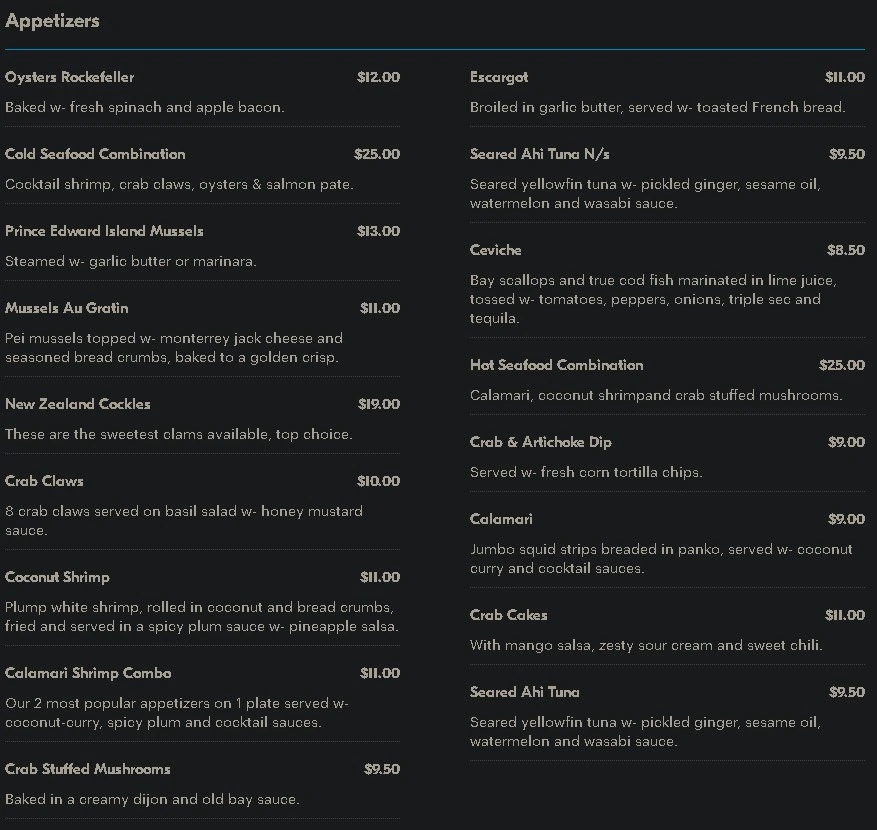 Appetizers
Oysters Rockefeller $12.00
Baked w- fresh spinach and apple bacon.
Cold Seafood Combination $25.00
Cocktail shrimp, crab claws, oysters & salmon pate.
Prince Edward Island Mussels $13.00
Steamed w- garlic butter or marinara.
Mussels Au Gratin $11.00
Pei mussels topped w- monterrey jack cheese and
seasoned bread crumbs, baked to a golden crisp.
New Zealand Cockles $19.00
These are the sweetest clams available, top choice.
Crab Claws $10.00
8 crab claws served on basil salad w- honey mustard
sauce.
Coconut Shrimp $11.00
Plump white shrimp, rolled in coconut and bread crumbs,
fried and served in a spicy plum sauce w- pineapple salsa.
Calamari Shrimp Combo $11.00
Our 2 most popular appetizers on 1 plate served w-
coconut-curry, spicy plum and cocktail sauces.
Crab Stuffed Mushrooms $9.50
Baked in a creamy dijon and old bay sauce.
Escargot $11.00
Broiled in garlic butter, served w- toasted French bread.
Seared Ahi Tuna N/s $9.50
Seared yellowfin tuna w- pickled ginger, sesame oil,
watermelon and wasabi sauce.
Ceviche $8.50
Bay scallops and true cod fish marinated in lime juice,
tossed w- tomatoes, peppers, onions, triple sec and
tequila.
Hot Seafood Combination $25.00
Calamari, coconut shrimpand crab stuffed mushrooms.
Crab & Artichoke Dip $9.00
Served w- fresh corn tortilla chips.
Calamari $9.00
Jumbo squid strips breaded in panko, served w- coconut
curry and cocktail sauces.
Crab Cakes $11.00
With mango salsa, zesty sour cream and sweet chili.
Seared Ahi Tuna $9.50
Seared yellowfin tuna w- pickled ginger, sesame oil,
watermelon and wasabi sauce.